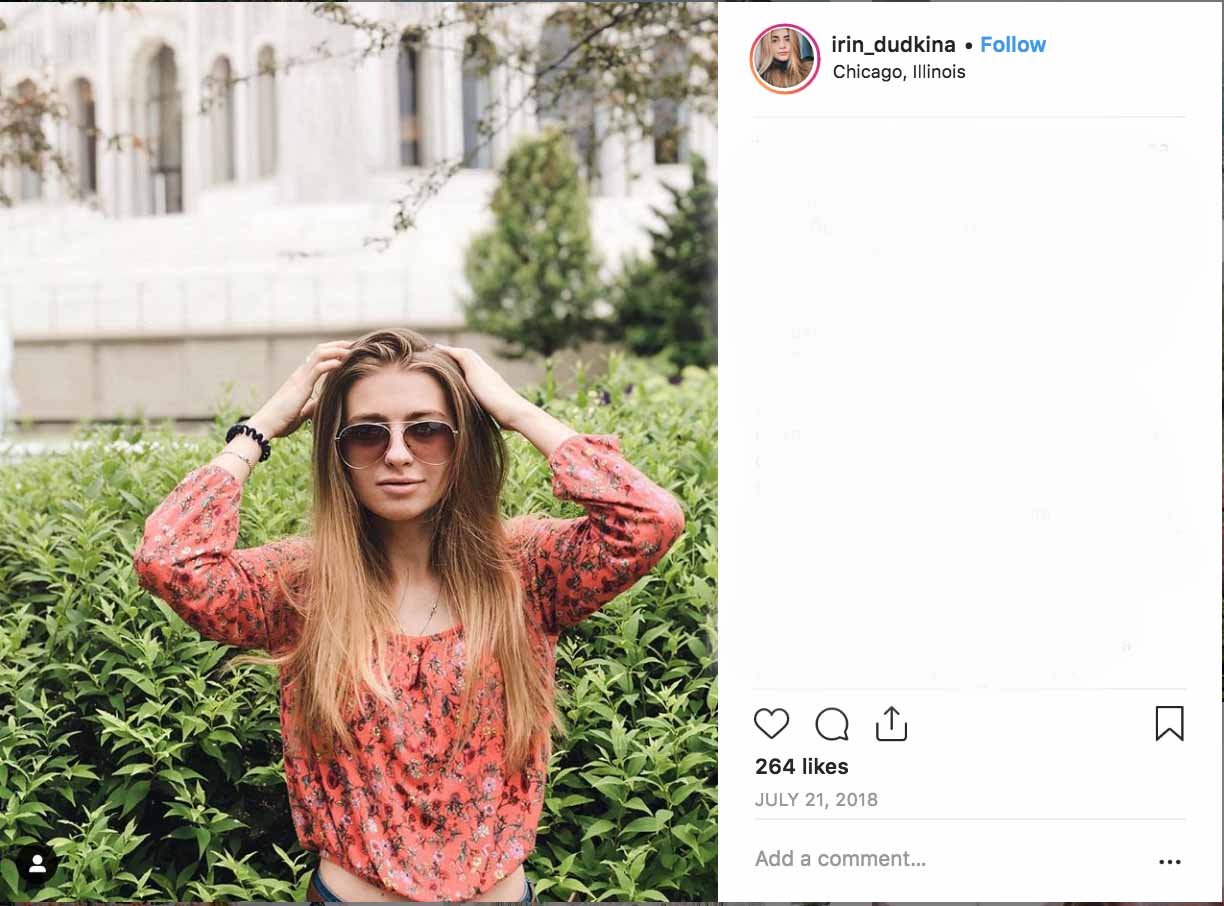 irin_dudkina • Follow
Chicago, Illinois
264 likes
JULY 21, 2018
Add a comment...